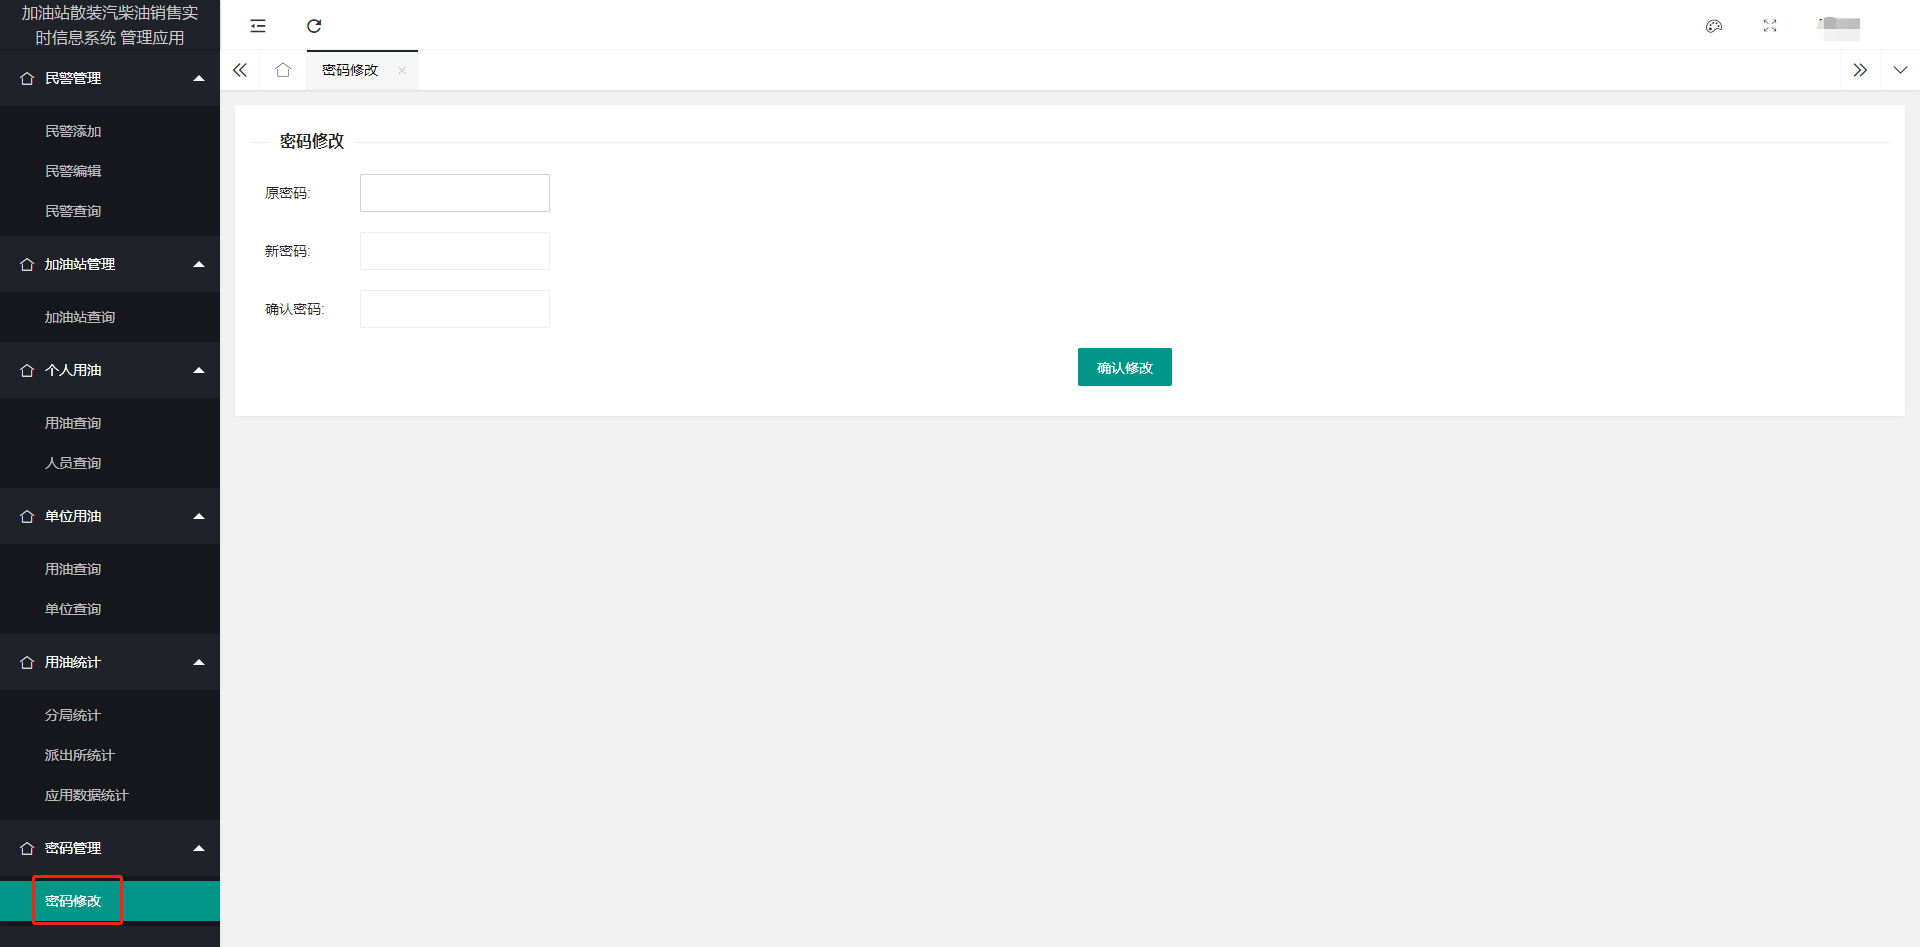 加油站散装汽柴油销售实
时信息系统 管理应用
民警管理
民警添加
民警编辑
民警查询
加油站管理
加油站查询
个人用油
用油查询
人员查询
单位用油
用油查询
单位查询
用油统计
分局统计
派出所统计
应用数据统计
密码管理
密码修改
密码修改
密码修改
原密码:
新密码:
确认密码:
确认修改